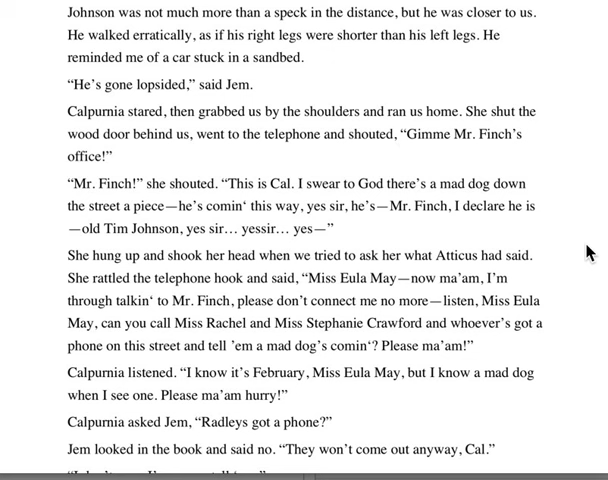 Johnson was not much more than a speck in the distance, but he was closer to us.
He walked erratically, as if his right legs were shorter than his left legs. He
reminded me of a car stuck in a sandbed.
“He’s gone lopsided,” said Jem.
Calpurnia stared, then grabbed us by the shoulders and ran us home. She shut the
wood door behind us, went to the telephone and shouted, “Gimme Mr. Finch’s
office!”
“Mr. Finch!” she shouted. “This is Cal. I swear to God there’s a mad dog down
the street a piece—he’s comin‘ this way, yes sir, he’s—Mr. Finch, I declare he is
—old Tim Johnson, yes sir… yessir… yes—”
She hung up and shook her head when we tried to ask her what Atticus had said.
She rattled the telephone hook and said, “Miss Eula May—now ma’am, I’m
through talkin‘ to Mr. Finch, please don’t connect me no more—listen, Miss Eula
May, can you call Miss Rachel and Miss Stephanie Crawford and whoever’s got a
phone on this street and tell ’em a mad dog’s comin‘? Please ma’am!”
Calpurnia listened. “I know it’s February, Miss Eula May, but I know a mad dog
when I see one. Please ma’am hurry!”
Calpurnia asked Jem, “Radleys got a phone?”
Jem looked in the book and said no. “They won’t come out anyway, Cal.”